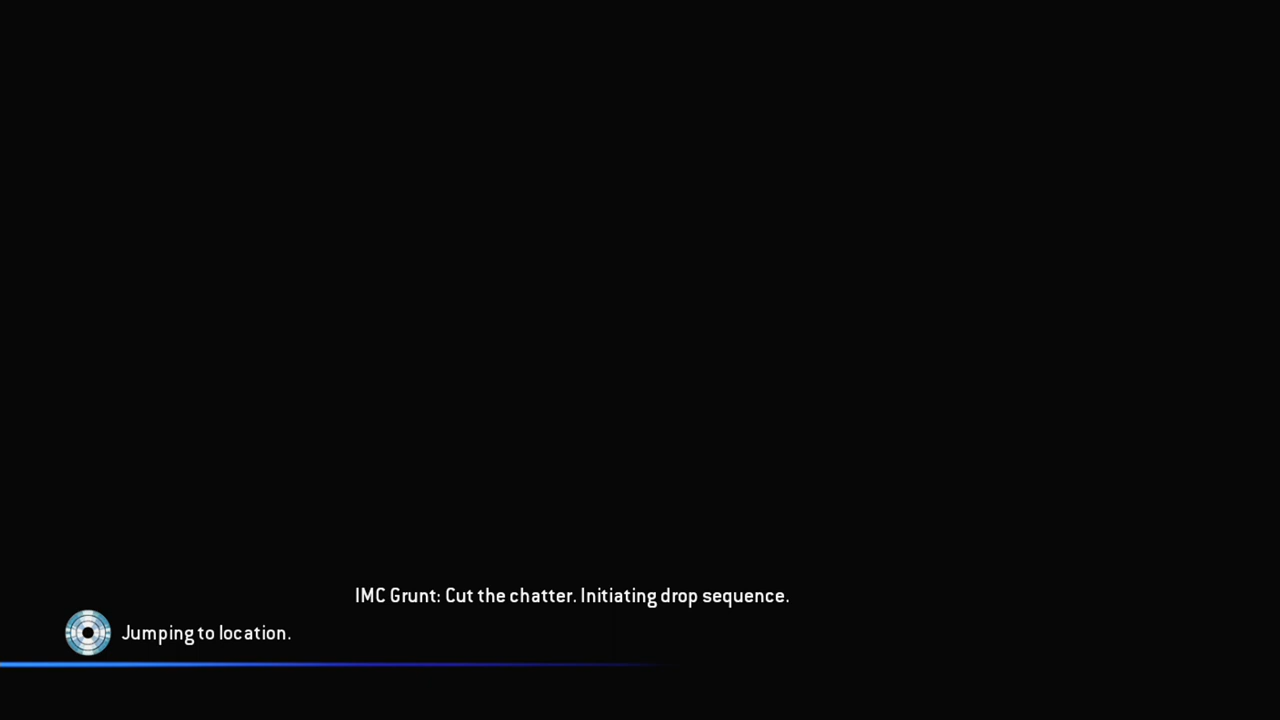 IMC Grunt: Cut the chatter. Initiating drop sequence.
Jumping to location.